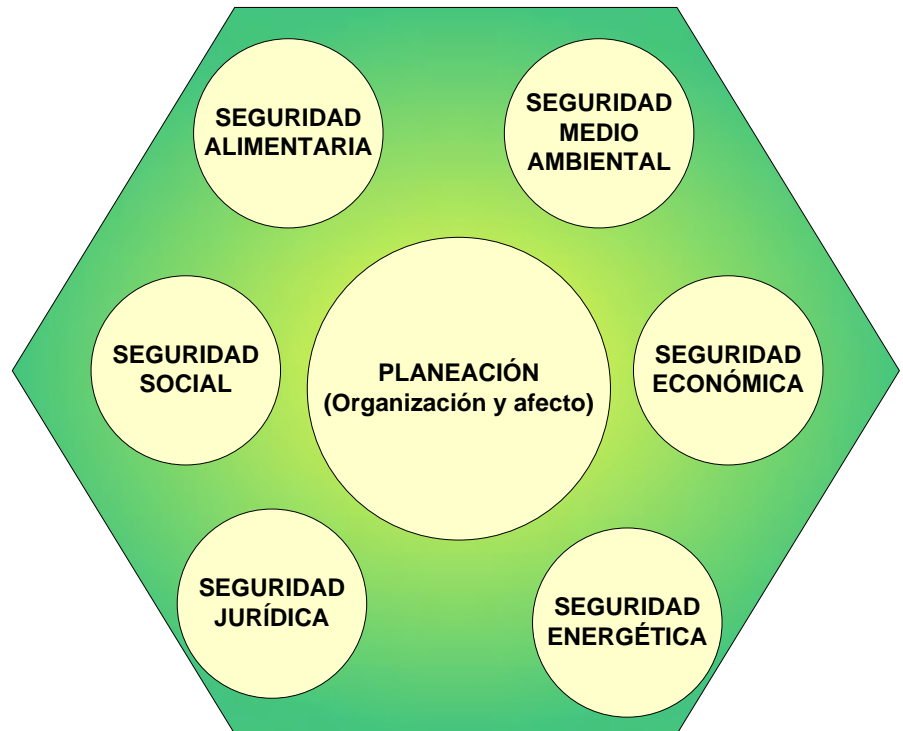 SEGURIDAD
ALIMENTARIA
SEGURIDAD
MEDIO
AMBIENTAL
SEGURIDAD
SOCIAL
PLANEACIÓN
(Organización y afecto)
SEGURIDAD
ECONÓMICA
SEGURIDAD
JURÍDICA
SEGURIDAD
ENERGÉTICA